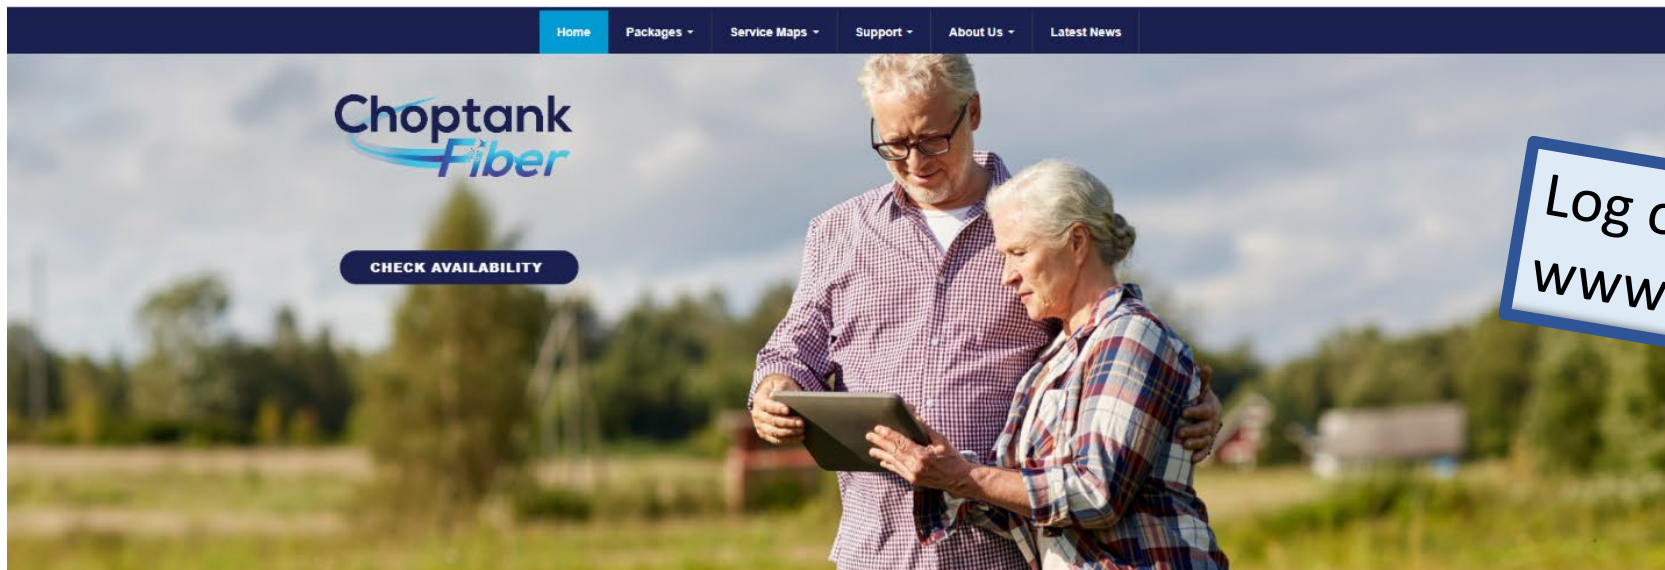 Home Packages Service Maps Support About Us Latest News
Choptank
Fiber
CHECK AVAILABILITY
Log
www